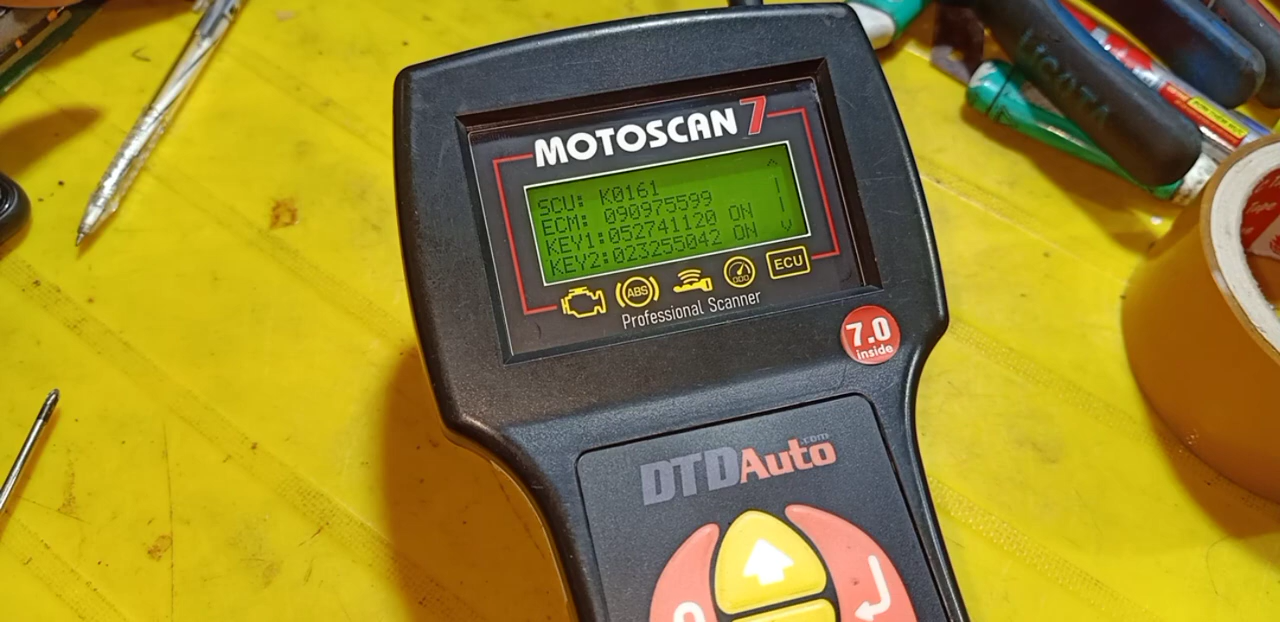 MOTOSCAN 7
SCU: K0161
ECM: 090975599
KEY1:052741120 ON
KEY2:023255042 ON
ABS
ECU
Professional Scanner
7.0
inside
DTDAuto
.com